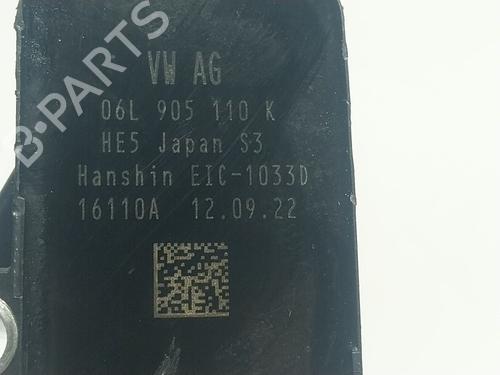 B-PARTS
VW AG
06L 905 110 K
HE5 Japan S3
Hanshin EIC-1033D
16110A 12.09.22